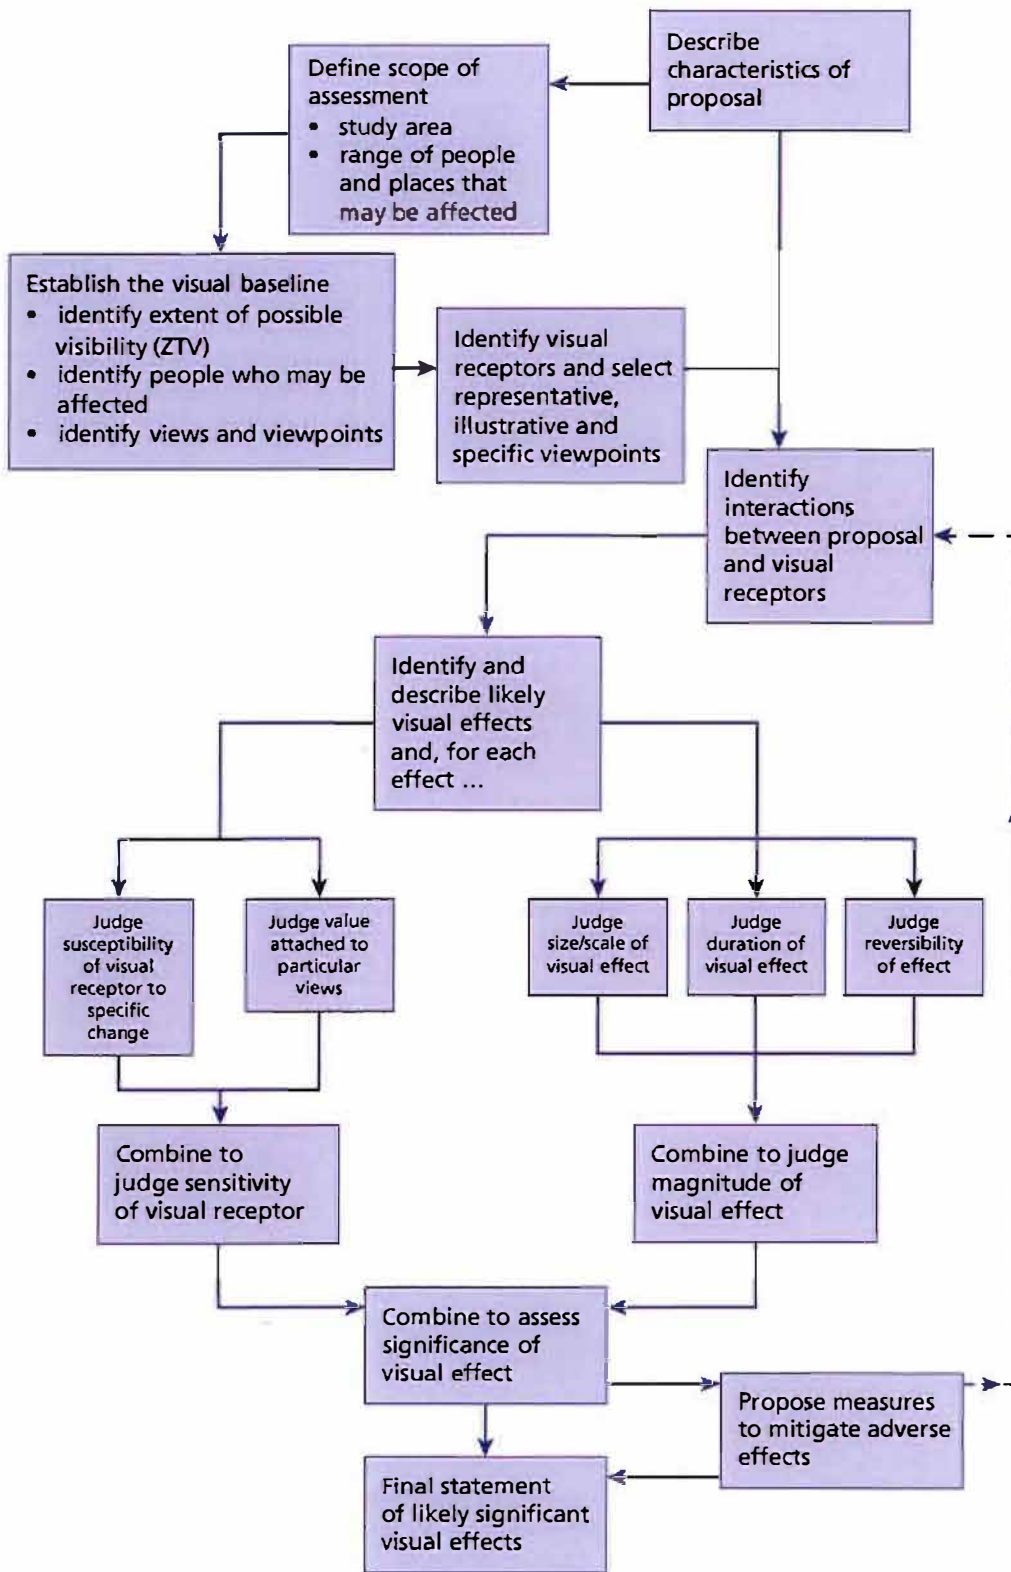 Describe
characteristics of
proposal
Define scope of
assessment
• study area
• range of people
and places that
may be affected
Establish the visual baseline
• identify extent of possible
visibility (ZTV)
• identify people who may be
affected
• identify views and viewpoints
Identify visual
receptors and select
representative,
illustrative and
specific viewpoints
Identify
interactions
between proposal
and visual
receptors
Identify and
describe likely
visual effects
and, for each
effect ...
Judge
susceptibility
of visual
receptor to
specific
change
Judge value
attached to
particular
views
Judge
size/scale of
visual effect
Judge
duration of
visual effect
Judge
reversibility
of effect
Combine to
judge sensitivity
of visual receptor
Combine to judge
magnitude of
visual effect
Combine to assess
significance of
visual effect
Propose measures
to mitigate adverse
effects
Final statement
of likely significant
visual effects